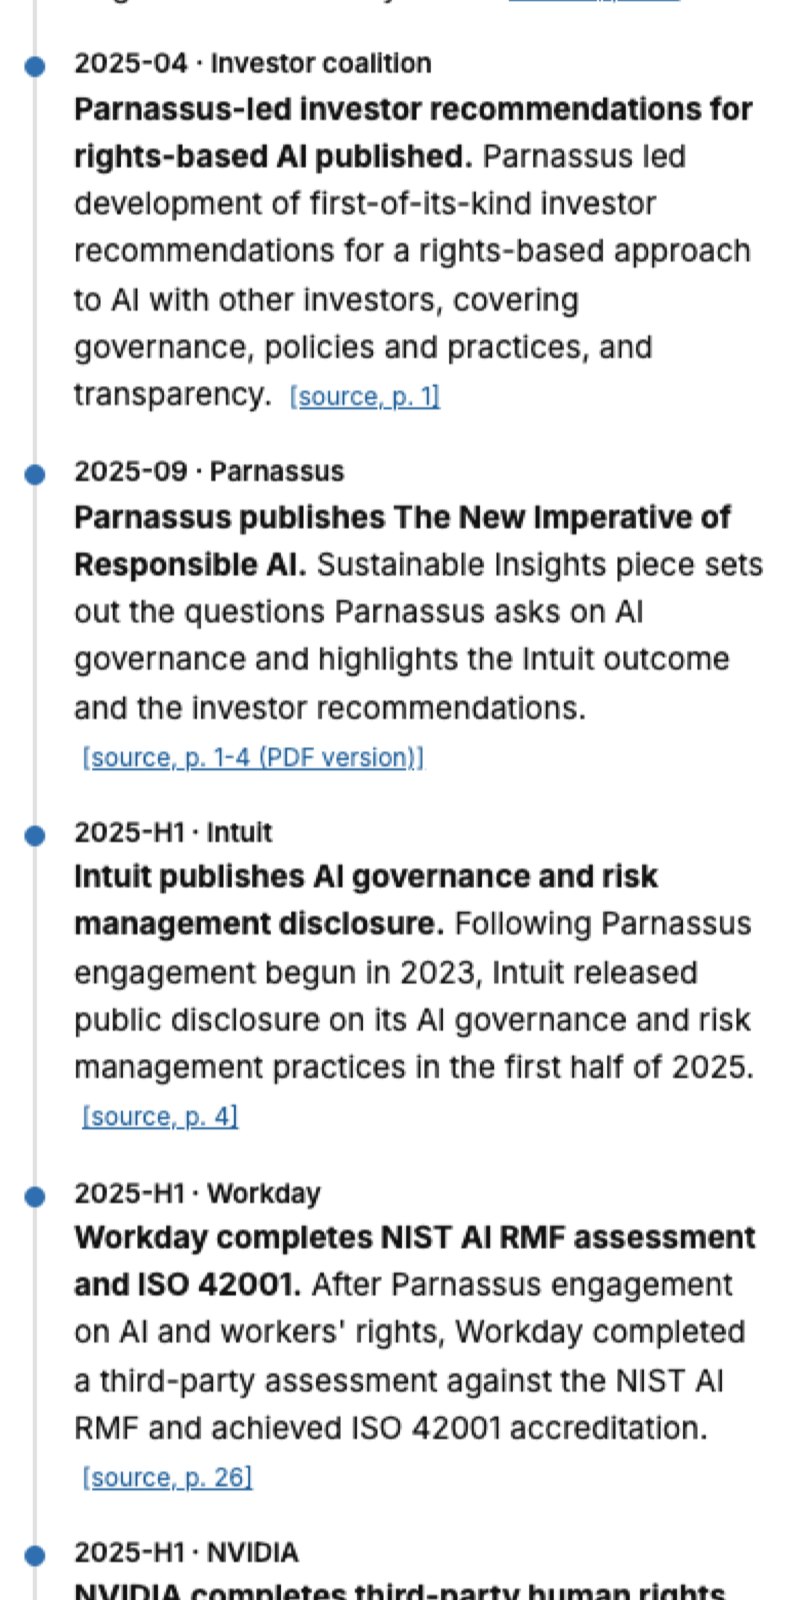 2025-04 · Investor coalition
Parnassus-led investor recommendations for
rights-based AI published. Parnassus led
development of first-of-its-kind investor
recommendations for a rights-based approach
to AI with other investors, covering
governance, policies and practices, and
transparency. [source, p. 1]
2025-09 · Parnassus
Parnassus publishes The New Imperative of
Responsible AI. Sustainable Insights piece sets
out the questions Parnassus asks on AI
governance and highlights the Intuit outcome
and the investor recommendations.
[source, p. 1-4 (PDF version)]
2025-H1 · Intuit
Intuit publishes AI governance and risk
management disclosure. Following Parnassus
engagement begun in 2023, Intuit released
public disclosure on its AI governance and risk
management practices in the first half of 2025.
[source, p. 4]
2025-H1 · Workday
Workday completes NIST AI RMF assessment
and ISO 42001. After Parnassus engagement
on AI and workers' rights, Workday completed
a third-party assessment against the NIST AI
RMF and achieved ISO 42001 accreditation.
[source, p. 26]
2025-H1 · NVIDIA
NVIDIA completes third-party human rights